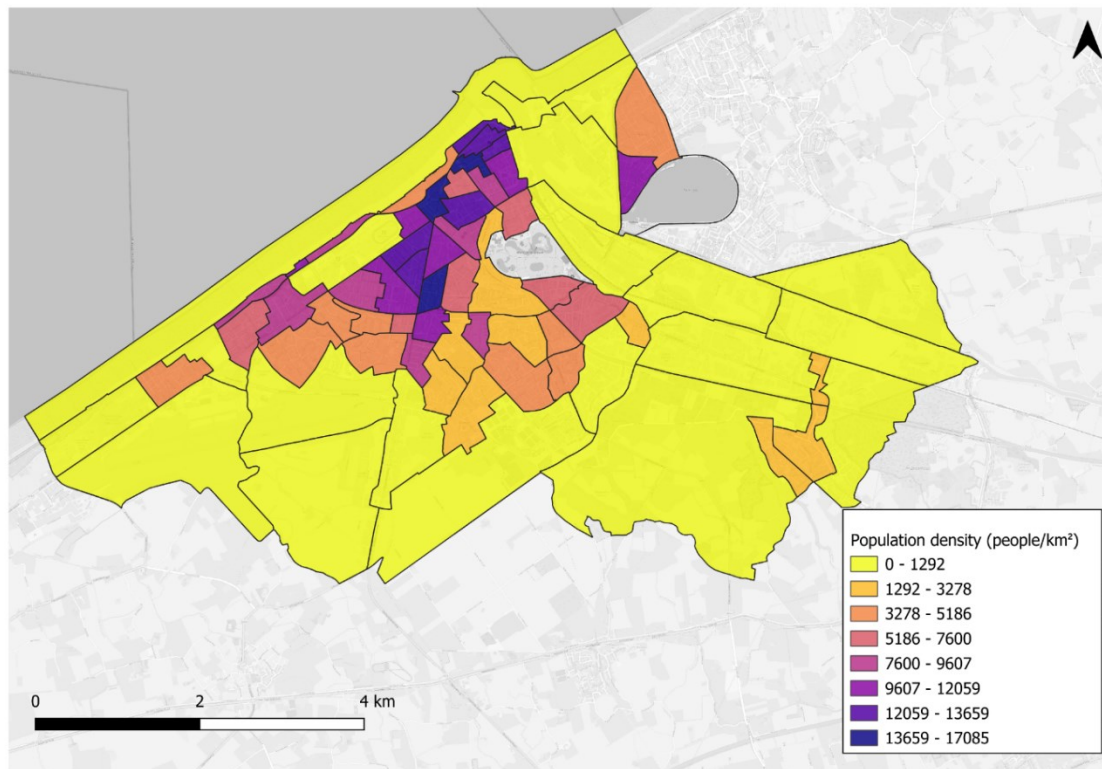 Population density (people/km²)
0 - 1292
1292 - 3278
3278 - 5186
5186 - 7600
7600 - 9607
9607 - 12059
12059 - 13659
13659 - 17085
0 2 4 km